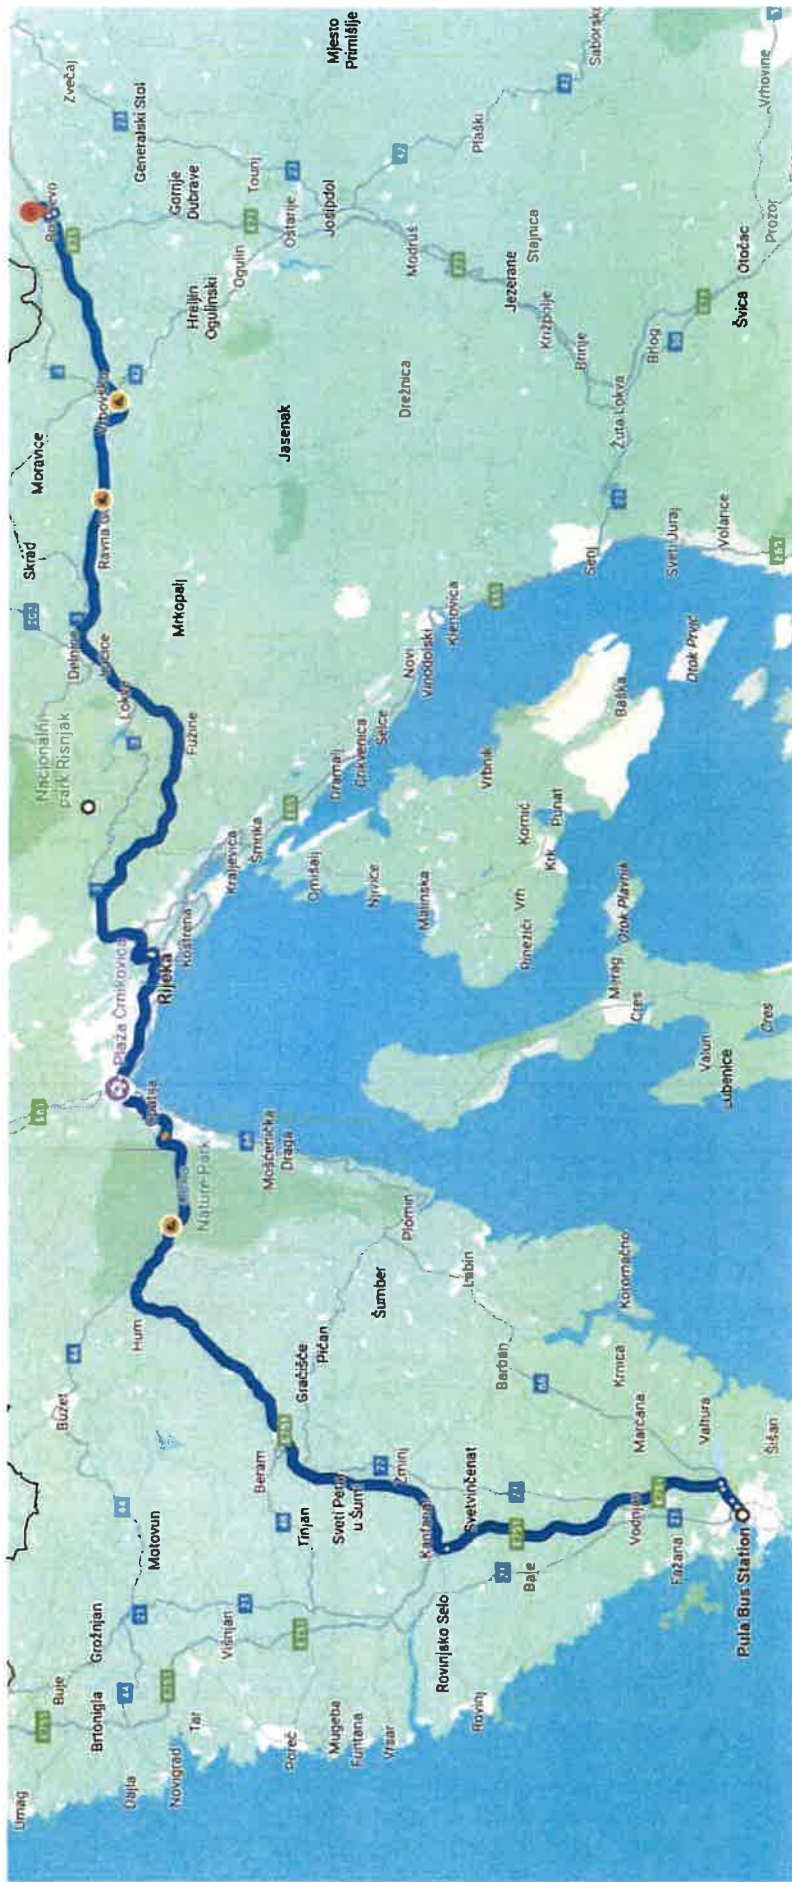 Umag
Buje
Brtonigla
Grožnjan
Dajla
Novigrad
Tar
Motovun
Višnjan
Poreč
Mugeba
Funtana
Vrsar
Rovinjsko Selo
Rovinj
Buzet
Hum
Beram
Tinjan
Gračišće
Pićan
Sveti Petar
u Šumi
Žminj
Kanfanar
Svetvinčenat
Bale
Vodnjan
Fažana
Pula Bus Station
Šumber
Plomin
Labin
Barban
Koromačno
Krnica
Marčana
Valtura
Šišan
Nature Park
Opatija
Mošćenička
Draga
Plaža Črnikovica
Rijeka
Kostrena
Kraljevica
Šmrika
Omišalj
Njivice
Malinska
Dramalj
Crikvenica
Selce
Novi
Vinodolski
Klenovica
Vrbnik
Kornić
Punat
Krk
Vrh
Pinezići
Baška
Otok Plavnik
Otok Prvić
Merag
Cres
Valun
Lubenice
Cres
Nacionalni
park Risnjak
Delnice
Lučice
Lokve
Fužine
Mrkopalj
Skrad
Moravice
Ravna Gora
Vrbovsko
Jasenak
Drežnica
Senj
Sveti Juraj
Volarice
Bosiljevo
Zvečaj
Generalski Stol
Gornje
Dubrave
Tounj
Hreljin
Ogulinski
Ogulin
Oštarije
Josipdol
Modruš
Jezerane
Stajnica
Križpolje
Brinje
Žuta Lokva
Brlog
Švica
Otočac
Prozor
Vrhovine
Plaški
Saborsko
Mjesto
Primišlje